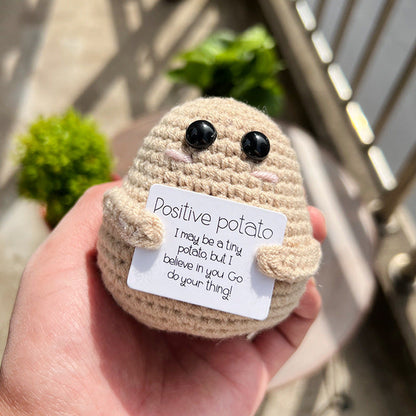 Positive potato
I may be a tiny
potato, but I
believe in you Go
do your thing!